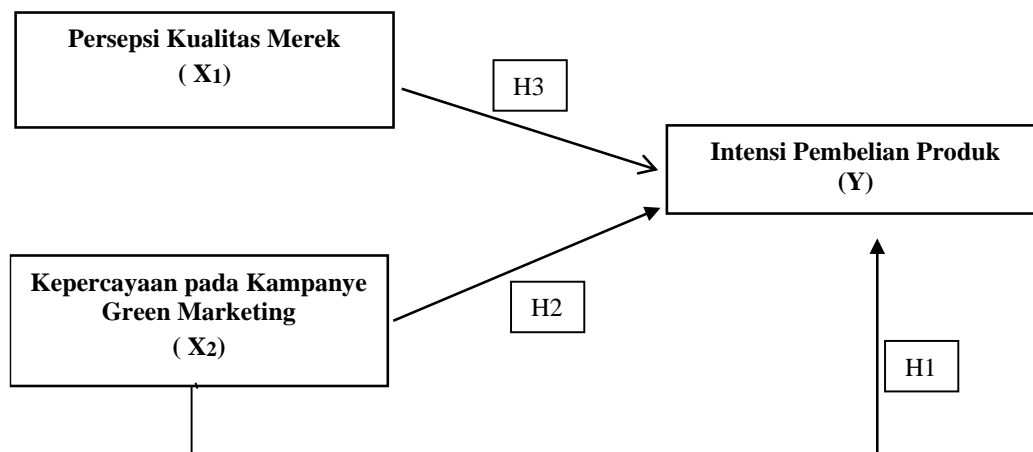 Persepsi Kualitas Merek
( X1)
H3
Intensi Pembelian Produk
(Y)
Kepercayaan pada Kampanye
Green Marketing
( X2)
H2
H1